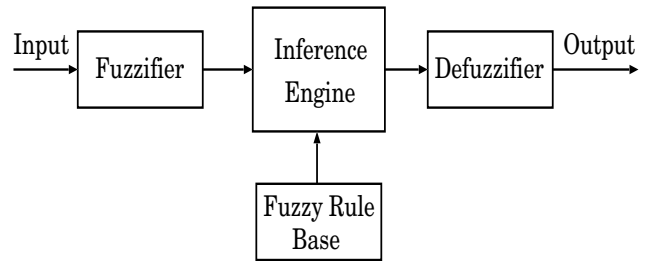 Input
Fuzzifier
Inference
Engine
Defuzzifier
Output
Fuzzy Rule
Base